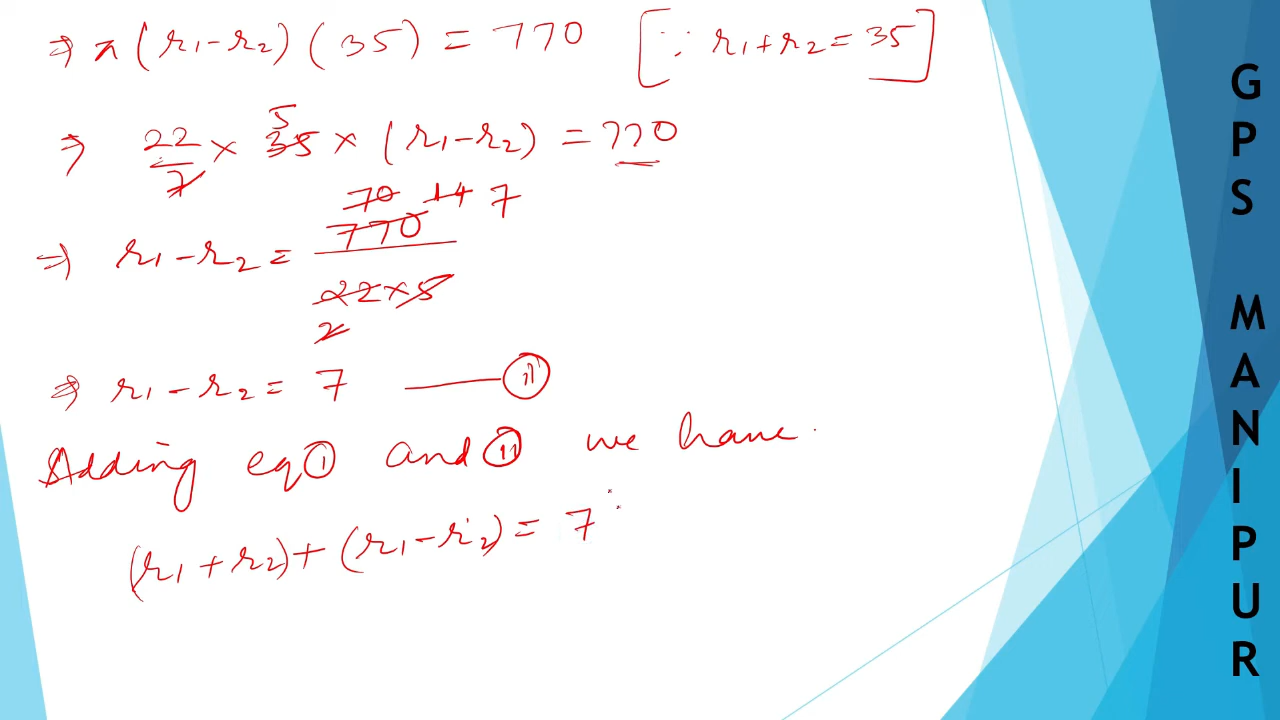 ⇒ π(r1-r2)(35) = 770 [∵ r1+r2 = 35]
⇒ 22/7 × 35 5 × (r1-r2) = 770
⇒ r1-r2 = 770 70 14 7 / 22×5 2
⇒ r1-r2 = 7 —— (ii)
Adding eq (i) and (ii) we have
(r1+r2)+(r1-r2) = 7
GPS MANIPUR